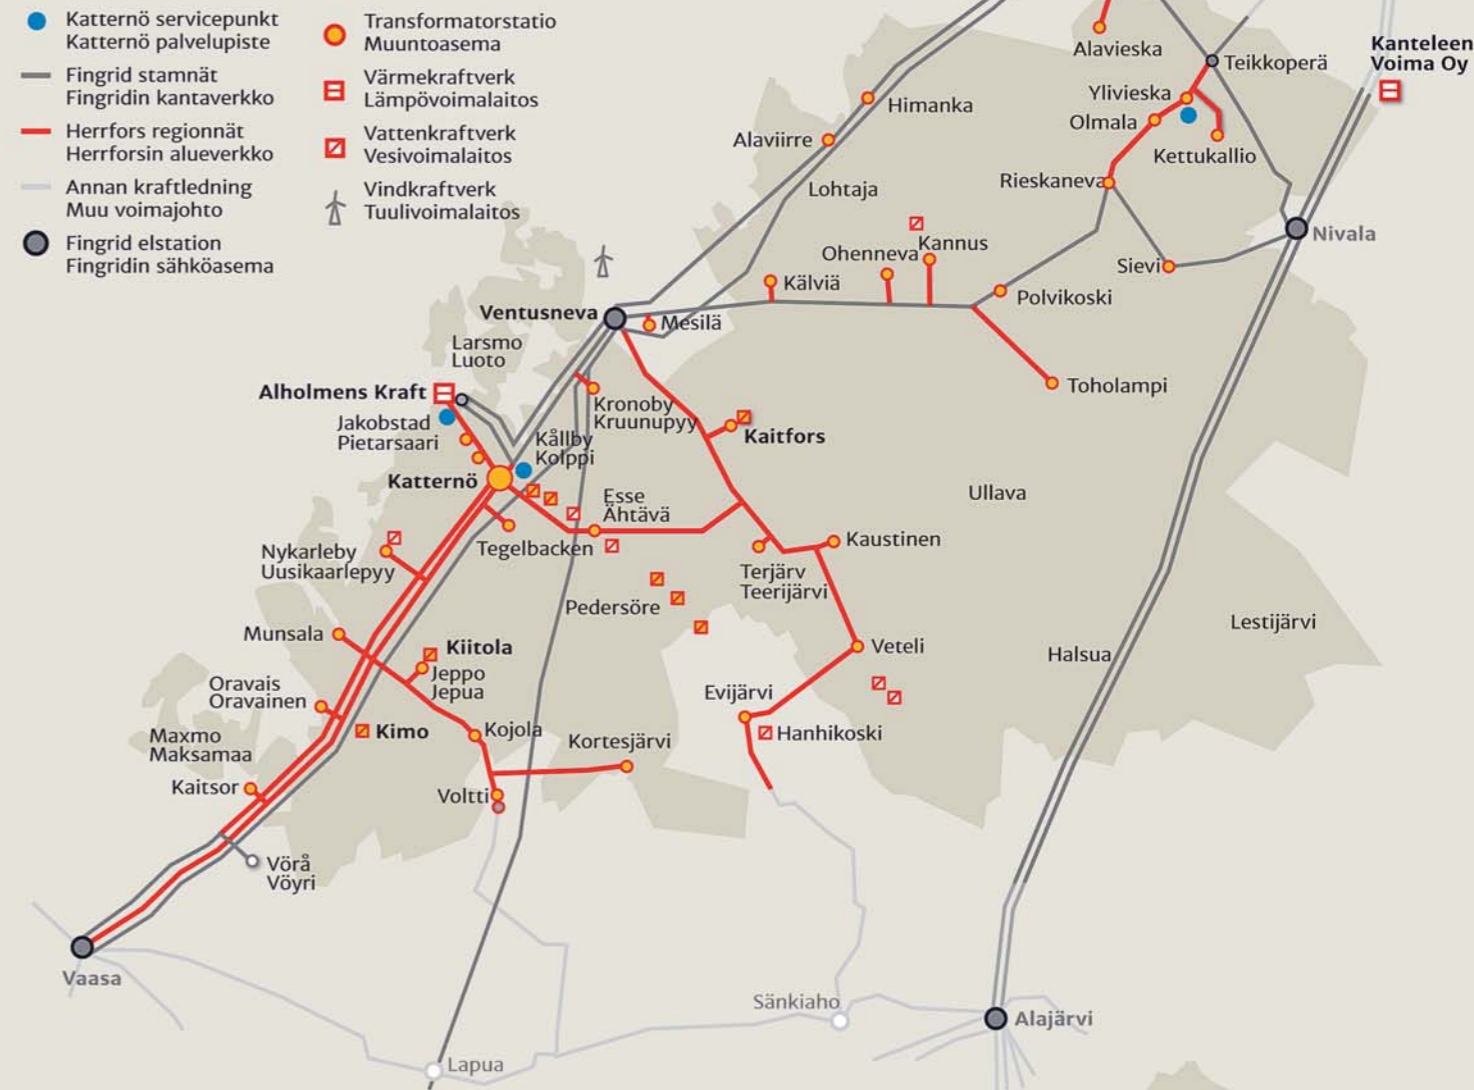 Katternö servicepunkt
Katternö palvelupiste
Fingrid stamnät
Fingridin kantaverkko
Herrfors regionnät
Herrforsin alueverkko
Annan kraftledning
Muu voimajohto
Fingrid elstation
Fingridin sähköasema
Transformatorstatio
Muuntoasema
Värmekraftverk
Lämpövoimalaitos
Vattenkraftverk
Vesivoimalaitos
Vindkraftverk
Tuulivoimalaitos
Alavieska
Kanteleen
Voima Oy
Teikkoperä
Ylivieska
Himanka
Olmala
Alaviirre
Kettukallio
Rieskaneva
Lohtaja
Nivala
Kannus
Ohenneva
Sievi
Kälviä
Polvikoski
Ventusneva
Mesilä
Larsmo
Luoto
Toholampi
Alholmens Kraft
Kronoby
Kruunupyy
Jakobstad
Pietarsaari
Kaitfors
Kållby
Kolppi
Katternö
Ullava
Esse
Ähtävä
Tegelbacken
Kaustinen
Nykarleby
Uusikaarlepyy
Terjärv
Teerijärvi
Pedersöre
Lestijärvi
Munsala
Kiitola
Veteli
Halsua
Jeppo
Jepua
Oravais
Oravainen
Evijärvi
Kimo
Kojola
Hanhikoski
Maxmo
Maksamaa
Kortesjärvi
Kaitsor
Voltti
Vörå
Vöyri
Vaasa
Sänkiaho
Alajärvi
Lapua